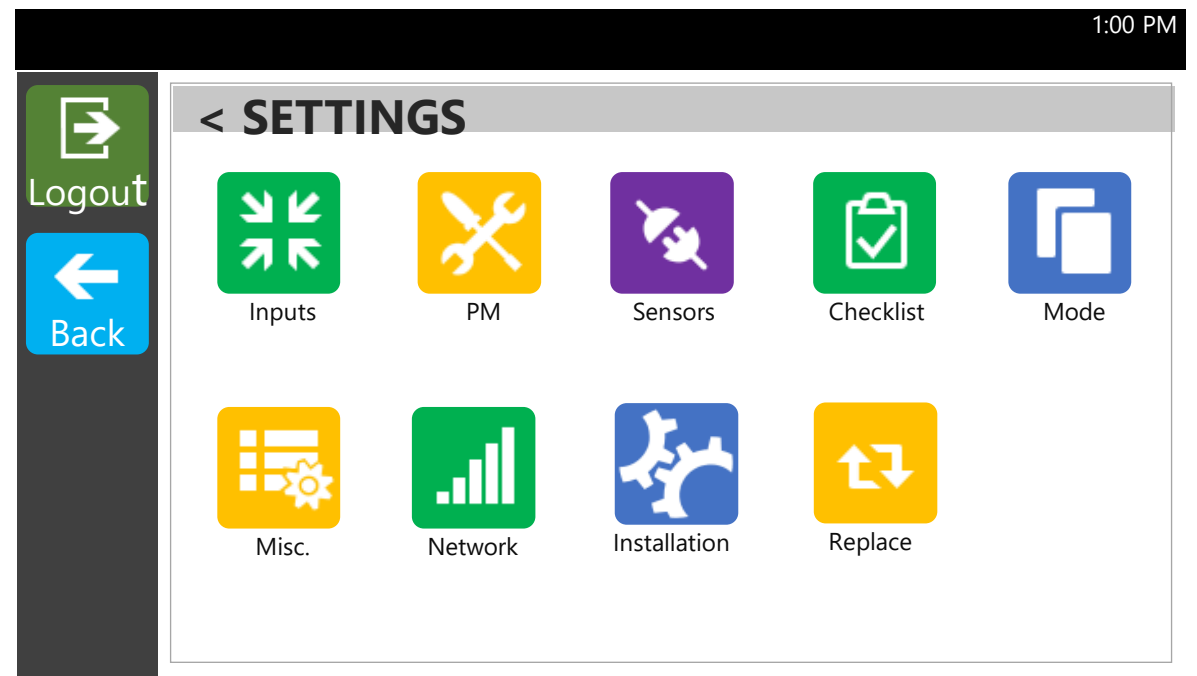 1:00 PM
Logout
Back
< SETTINGS
Inputs
PM
Sensors
Checklist
Mode
Misc.
Network
Installation
Replace